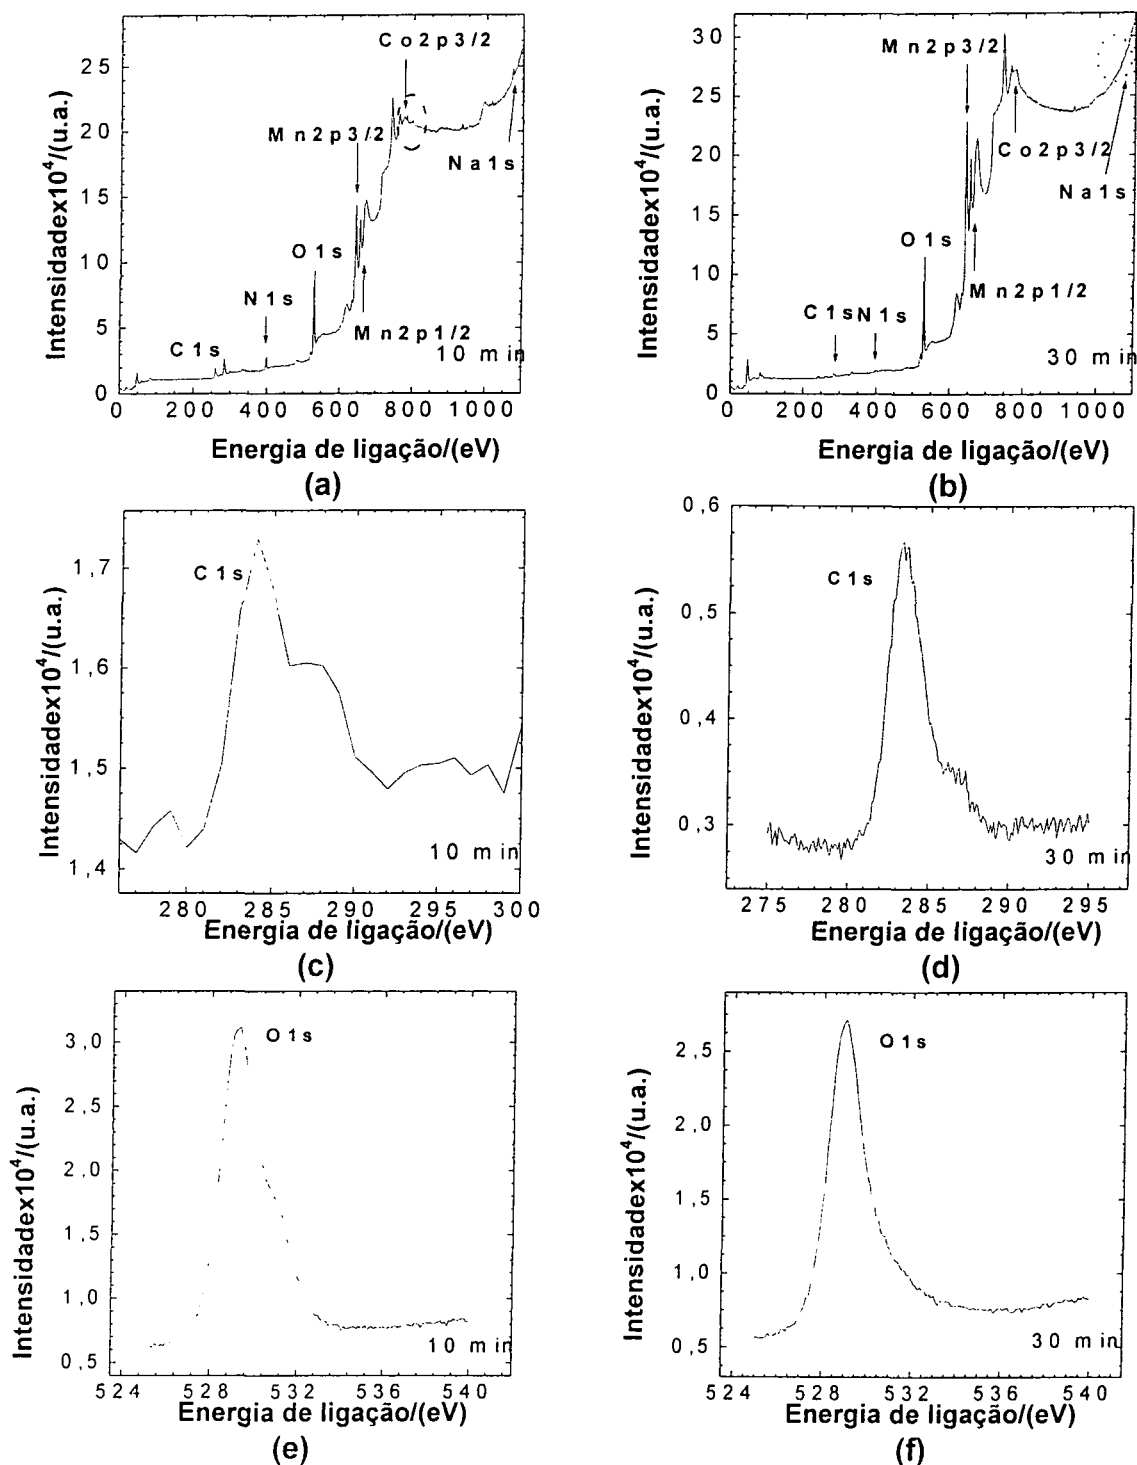 Intensidadex10⁴/(u.a.)
25
20
15
10
5
0
Co2p3/2
Mn2p3/2
Na1s
O1s
N1s
Mn2p1/2
C1s
10 min
0 200 400 600 800 1000
Energia de ligação/(eV)
(a)
Intensidadex10⁴/(u.a.)
30
25
20
15
10
5
0
Mn2p3/2
Co2p3/2
Na1s
O1s
Mn2p1/2
C1s N1s
30 min
0 200 400 600 800 1000
Energia de ligação/(eV)
(b)
Intensidadex10⁴/(u.a.)
1,7
1,6
1,5
1,4
C1s
10 min
280 285 290 295 300
Energia de ligação/(eV)
(c)
Intensidadex10⁴/(u.a.)
0,6
0,5
0,4
0,3
C1s
30 min
275 280 285 290 295
Energia de ligação/(eV)
(d)
Intensidadex10⁴/(u.a.)
3,0
2,5
2,0
1,5
1,0
0,5
O1s
10 min
524 528 532 536 540
Energia de ligação/(eV)
(e)
Intensidadex10⁴/(u.a.)
2,5
2,0
1,5
1,0
0,5
O1s
30 min
524 528 532 536 540
Energia de ligação/(eV)
(f)